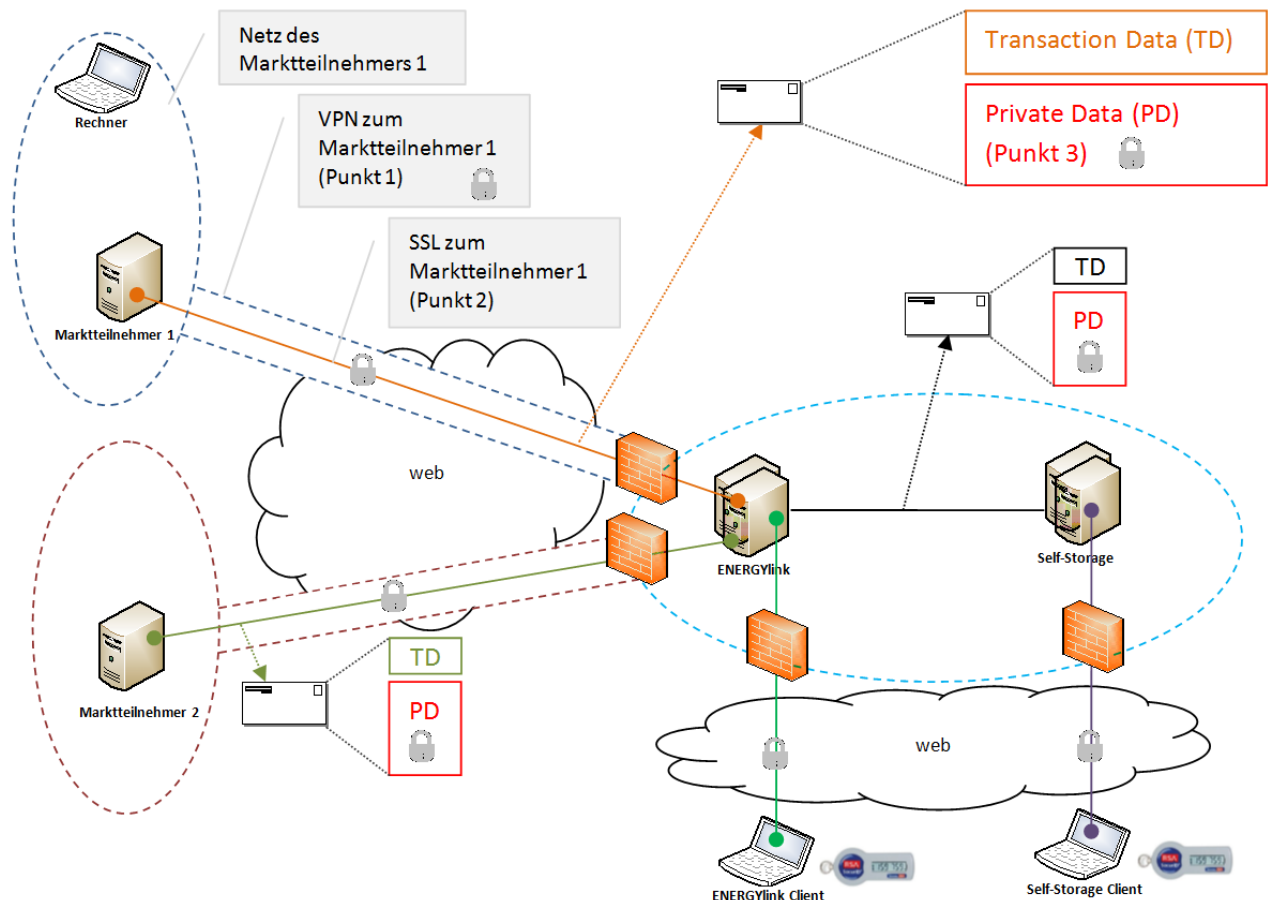 Netz des
Marktteilnehmers 1
Transaction Data (TD)
Rechner
VPN zum
Marktteilnehmer 1
(Punkt 1)
Private Data (PD)
(Punkt 3)
SSL zum
Marktteilnehmer 1
(Punkt 2)
TD
PD
Marktteilnehmer 1
web
ENERGYlink
Self-Storage
TD
PD
Marktteilnehmer 2
web
ENERGYlink Client
Self-Storage Client
RSA
RSA